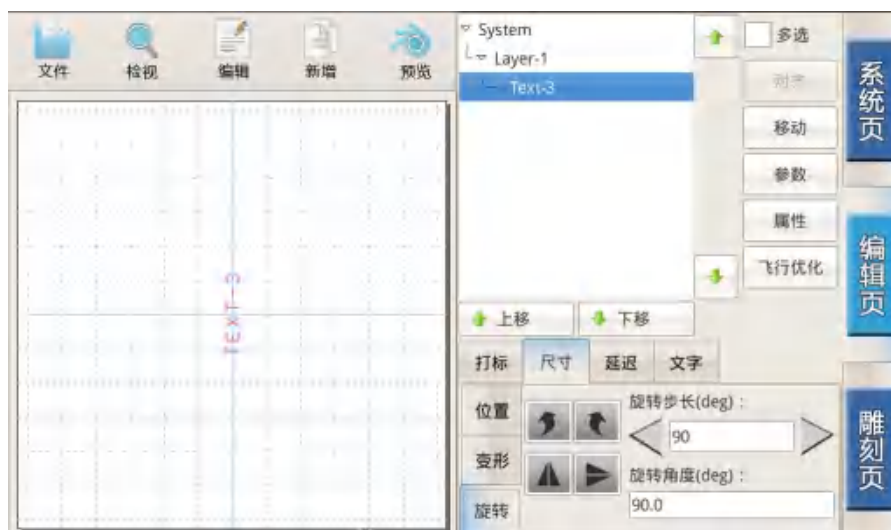 文件 检视 编辑 新增 预览
System
Layer-1
Text-3
多选
对齐
移动
参数
属性
飞行优化
上移 下移
打标 尺寸 延迟 文字
位置
变形
旋转
旋转步长(deg) :
90
旋转角度(deg) :
90.0
TEXT-3
系统页
编辑页
雕刻页